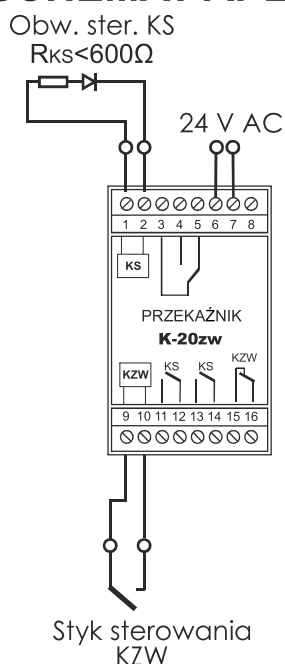 Obw. ster. KS
RKS<600Ω
24 V AC
1 2 3 4 5 6 7 8
KS
PRZEKAŹNIK
K-20zw
KZW
KS
KS
KZW
9 10 11 12 13 14 15 16
Styk sterowania
KZW